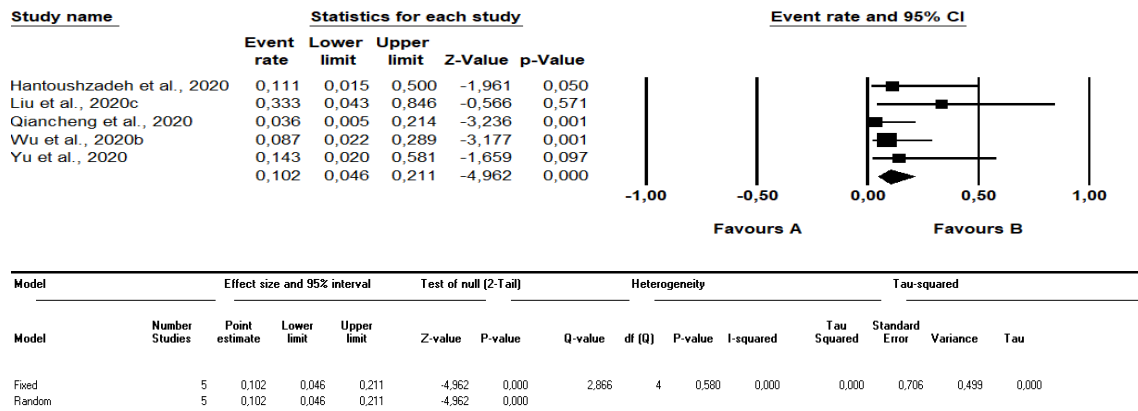 Study name Statistics for each study Event rate and 95% CI
Event Lower Upper
rate limit limit Z-Value p-Value
Hantoushzadeh et al., 2020 0,111 0,015 0,500 -1,961 0,050
Liu et al., 2020c 0,333 0,043 0,846 -0,566 0,571
Qiancheng et al., 2020 0,036 0,005 0,214 -3,236 0,001
Wu et al., 2020b 0,087 0,022 0,289 -3,177 0,001
Yu et al., 2020 0,143 0,020 0,581 -1,659 0,097
0,102 0,046 0,211 -4,962 0,000
-1,00 -0,50 0,00 0,50 1,00
Favours A Favours B
Model Effect size and 95% interval Test of null (2-Tail) Heterogeneity Tau-squared
Number Point Lower Upper Tau Standard
Model Studies estimate limit limit Z-value P-value Q-value df (Q) P-value I-squared Squared Error Variance Tau
Fixed 5 0,102 0,046 0,211 -4,962 0,000 2,866 4 0,580 0,000 0,000 0,706 0,499 0,000
Random 5 0,102 0,046 0,211 -4,962 0,000